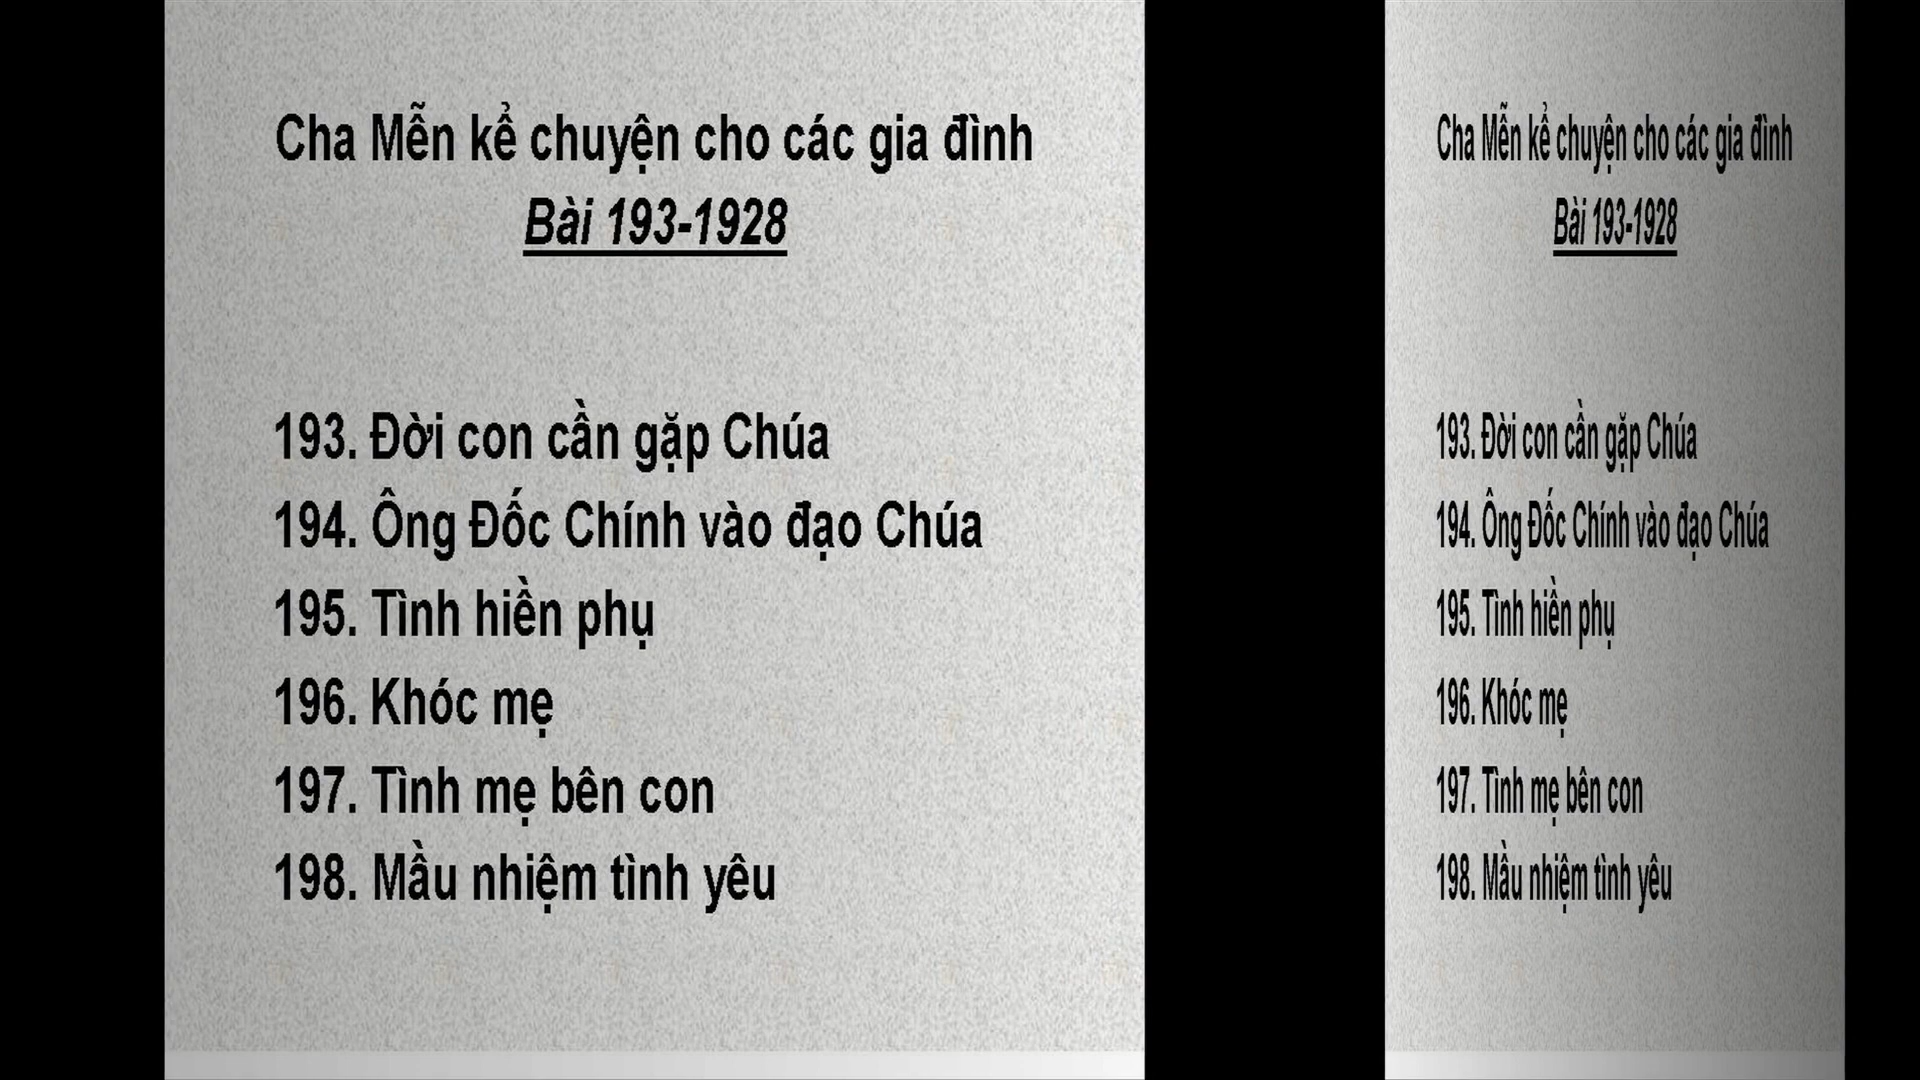 Cha Mễn kể chuyện cho các gia đình
Bài 193-1928
193. Đời con cần gặp Chúa
194. Ông Đốc Chính vào đạo Chúa
195. Tình hiền phụ
196. Khóc mẹ
197. Tình mẹ bên con
198. Mầu nhiệm tình yêu
Cha Mễn kể chuyện cho các gia đình
Bài 193-1928
193. Đời con cần gặp Chúa
194. Ông Đốc Chính vào đạo Chúa
195. Tình hiền phụ
196. Khóc mẹ
197. Tình mẹ bên con
198. Mầu nhiệm tình yêu